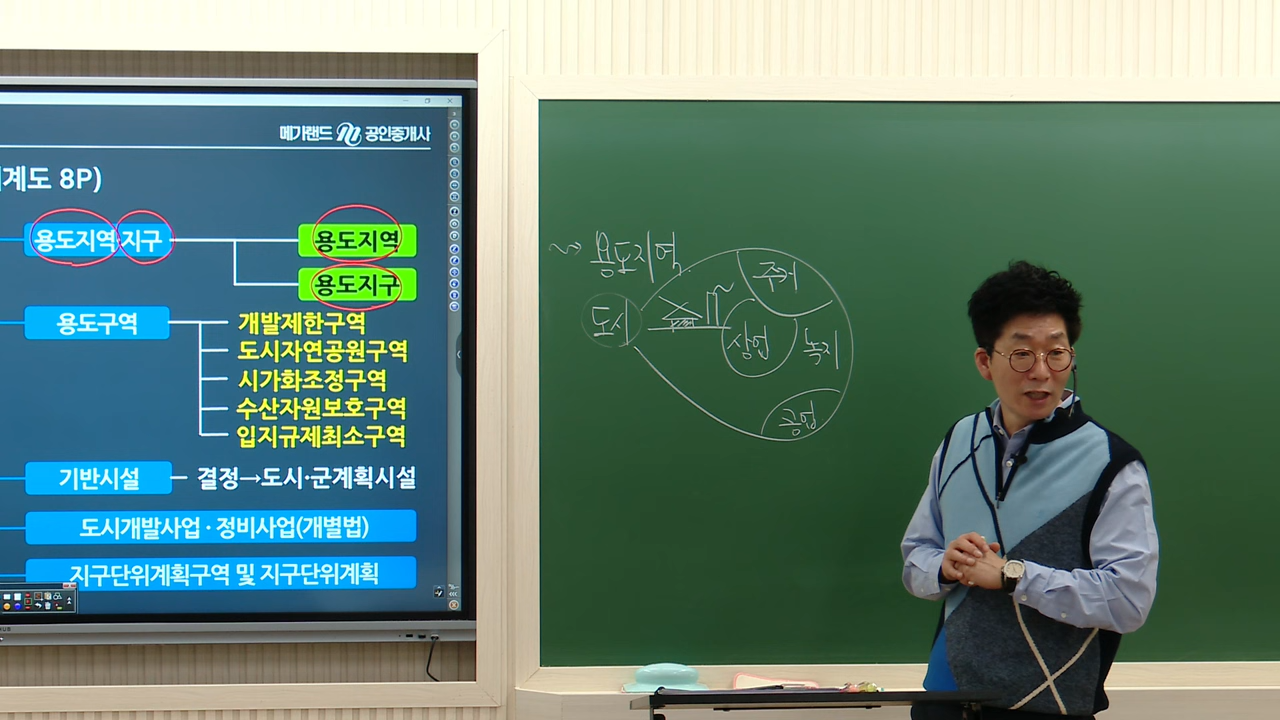 메가랜드 공인중개사
계도 8P)
용도지역 지구
용도지역
용도지구
용도구역
개발제한구역
도시자연공원구역
시가화조정구역
수산자원보호구역
입지규제최소구역
기반시설
결정→도시·군계획시설
도시개발사업·정비사업(개별법)
지구단위계획구역 및 지구단위계획
용도지역
도시
주거
상업
녹지
공업